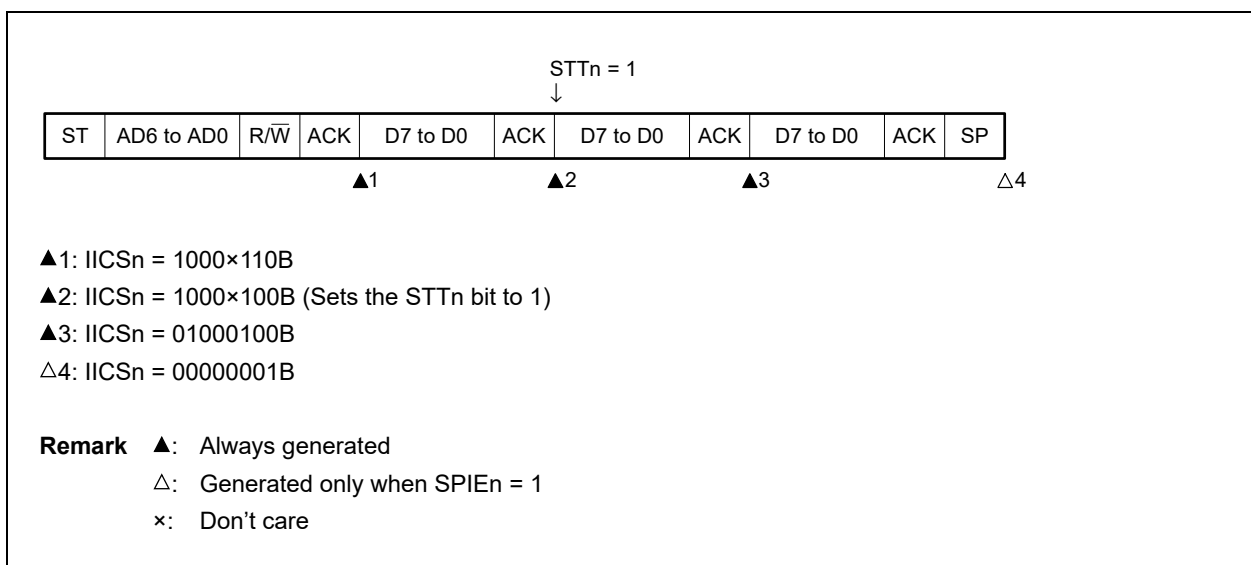 STTn = 1
↓
ST AD6 to AD0 R/W̅ ACK D7 to D0 ACK D7 to D0 ACK D7 to D0 ACK SP
▲1 ▲2 ▲3 △4
▲1: IICSn = 1000×110B
▲2: IICSn = 1000×100B (Sets the STTn bit to 1)
▲3: IICSn = 01000100B
△4: IICSn = 00000001B
Remark ▲: Always generated
△: Generated only when SPIEn = 1
×: Don’t care